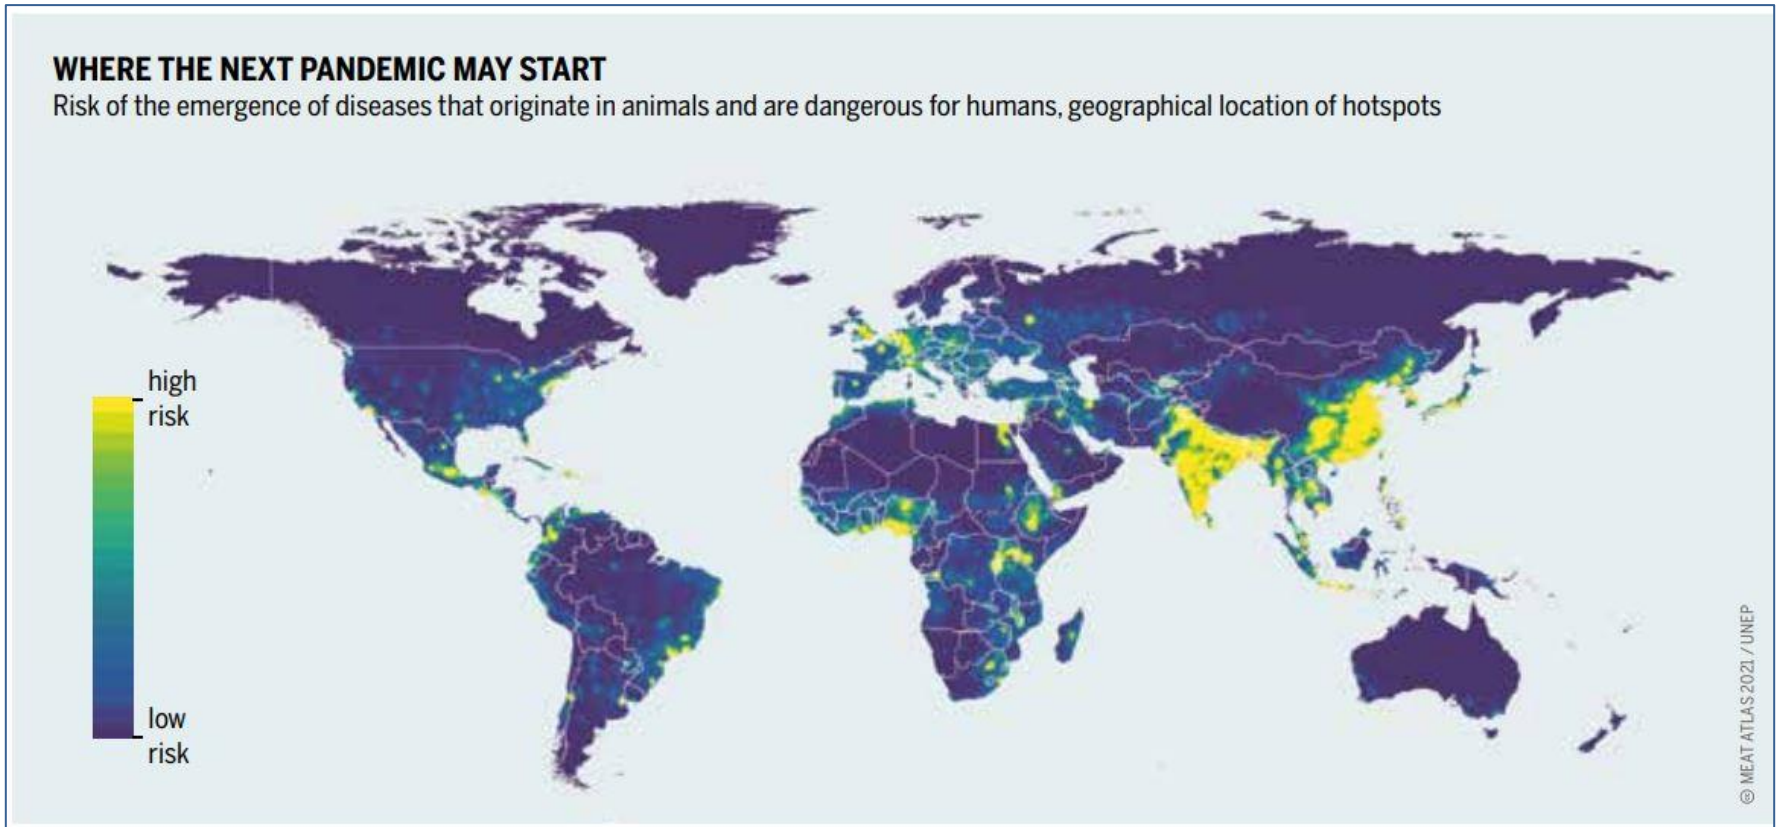 WHERE THE NEXT PANDEMIC MAY START
Risk of the emergence of diseases that originate in animals and are dangerous for humans, geographical location of hotspots
high
risk
low
risk
© MEAT ATLAS 2021 / UNEP